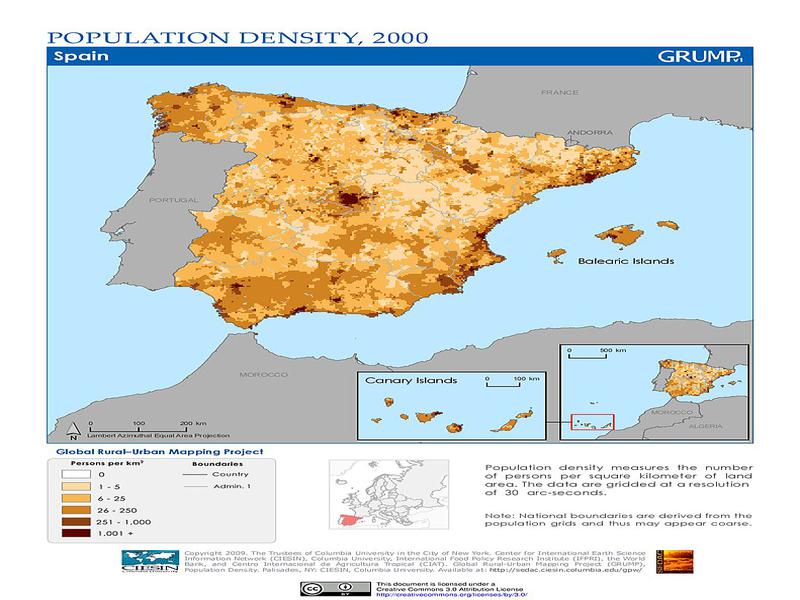 POPULATION DENSITY, 2000
Spain
GRUMPv1
FRANCE
ANDORRA
PORTUGAL
Balearic Islands
MOROCCO
Canary Islands
0 100 km
0 500 km
MOROCCO
ALGERIA
N
0 100 200 km
Lambert Azimuthal Equal Area Projection
Global Rural–Urban Mapping Project
Persons per km²
0
1 - 5
6 - 25
26 - 250
251 - 1,000
1,001 +
Boundaries
Country
Admin. 1
Population density measures the number
of persons per square kilometer of land
area. The data are gridded at a resolution
of 30 arc-seconds.
Note: National boundaries are derived from the
population grids and thus may appear coarse.
CIESIN
Copyright 2009. The Trustees of Columbia University in the City of New York. Center for International Earth Science
Information Network (CIESIN), Columbia University, International Food Policy Research Institute (IFPRI), the World
Bank, and Centro Internacional de Agricultura Tropical (CIAT). Global Rural-Urban Mapping Project (GRUMP),
Population Density. Palisades, NY: CIESIN, Columbia University. Available at: http://sedac.ciesin.columbia.edu/gpw/
cc
BY
This document is licensed under a
Creative Commons 3.0 Attribution License
http://creativecommons.org/licenses/by/3.0/